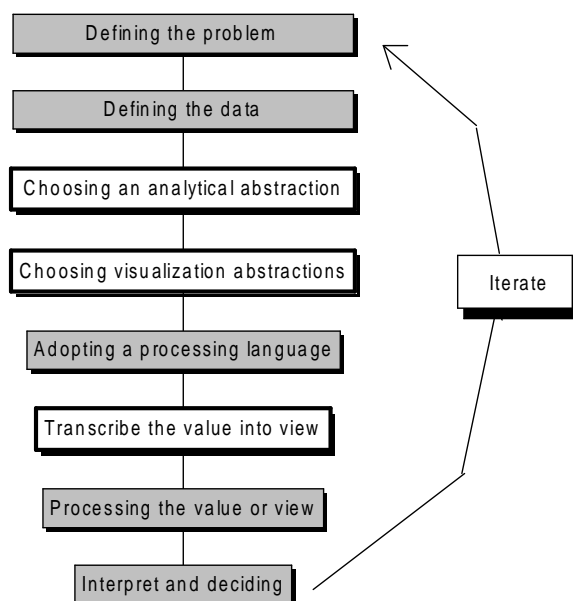 Defining the problem
Defining the data
Choosing an analytical abstraction
Choosing visualization abstractions
Iterate
Adopting a processing language
Transcribe the value into view
Processing the value or view
Interpret and deciding